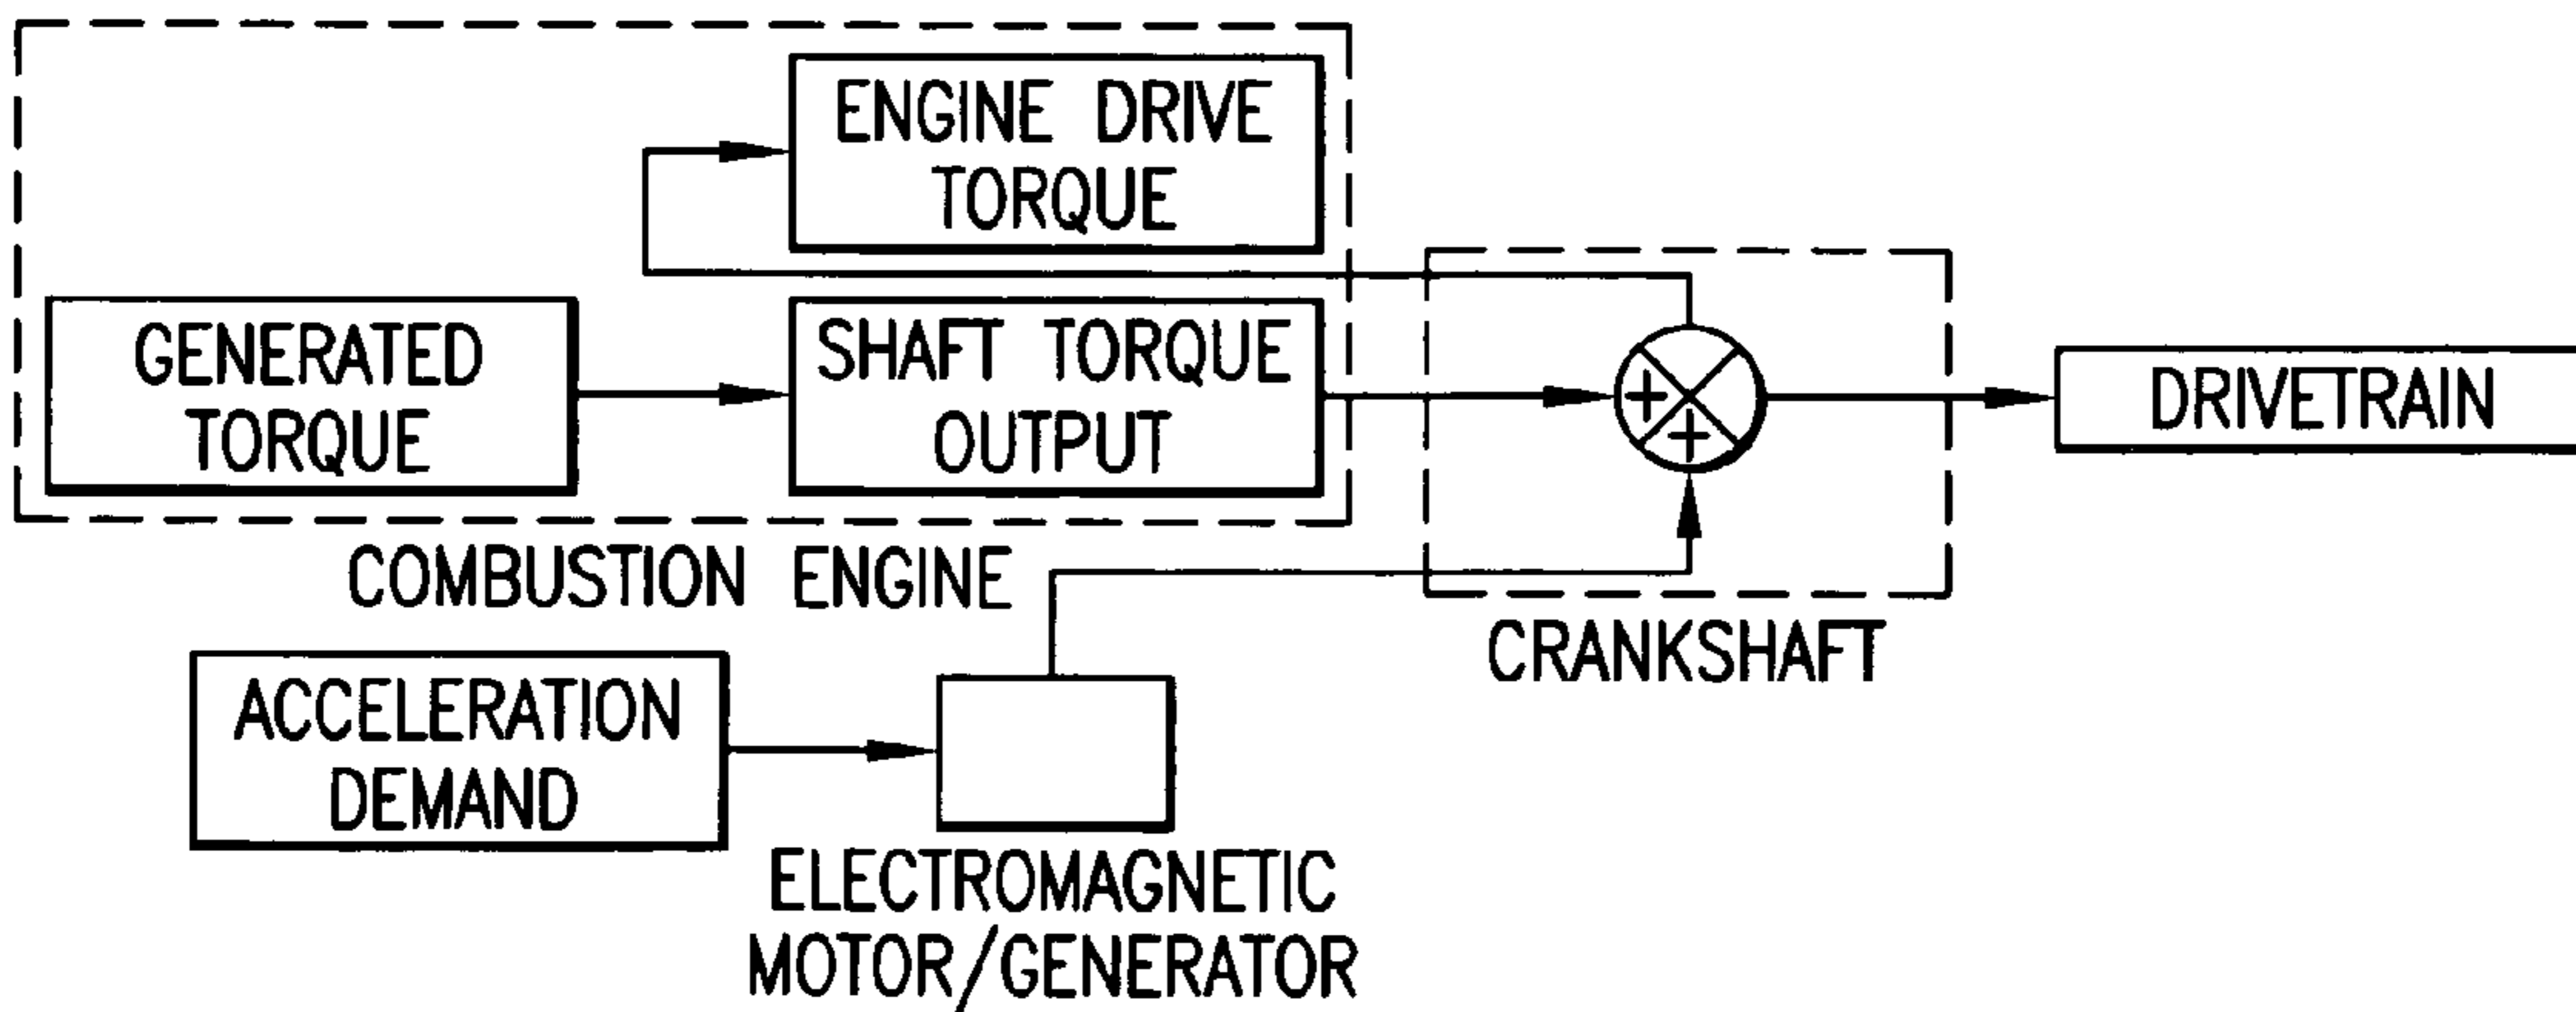 ENGINE DRIVE
TORQUE
GENERATED
TORQUE
SHAFT TORQUE
OUTPUT
+
+
DRIVETRAIN
COMBUSTION ENGINE
CRANKSHAFT
ACCELERATION
DEMAND
ELECTROMAGNETIC
MOTOR/GENERATOR